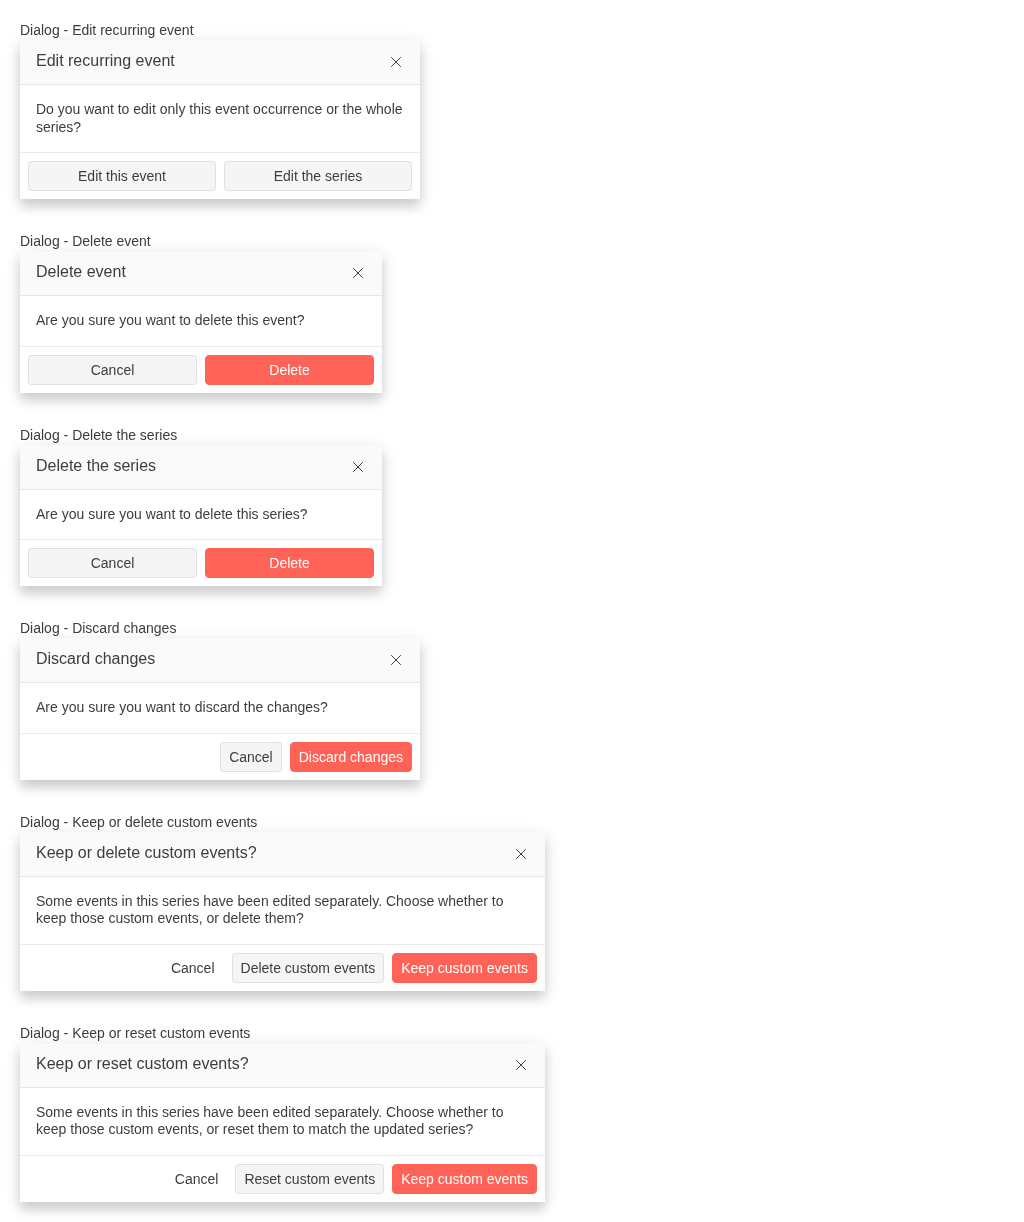 Dialog - Edit recurring event
Edit recurring event
Do you want to edit only this event occurrence or the whole
series?
Edit this event
Edit the series
Dialog - Delete event
Delete event
Are you sure you want to delete this event?
Cancel
Delete
Dialog - Delete the series
Delete the series
Are you sure you want to delete this series?
Cancel
Delete
Dialog - Discard changes
Discard changes
Are you sure you want to discard the changes?
Cancel
Discard changes
Dialog - Keep or delete custom events
Keep or delete custom events?
Some events in this series have been edited separately. Choose whether to
keep those custom events, or delete them?
Cancel
Delete custom events
Keep custom events
Dialog - Keep or reset custom events
Keep or reset custom events?
Some events in this series have been edited separately. Choose whether to
keep those custom events, or reset them to match the updated series?
Cancel
Reset custom events
Keep custom events